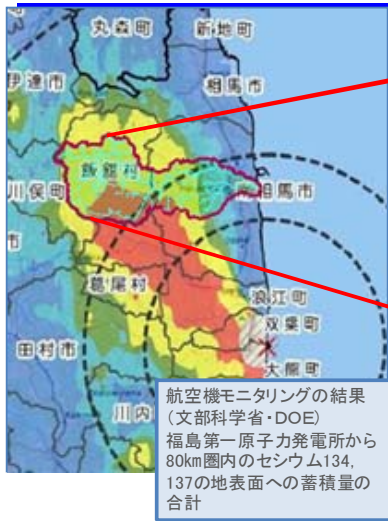 丸森町
新地町
伊達市
相馬市
飯舘村
川俣町
相馬市
市
葛尾村
浪江町
双葉町
田村市
大熊町
川内
航空機モニタリングの結果
(文部科学省・DOE)
福島第一原子力発電所から
80km圏内のセシウム134,
137の地表面への蓄積量の
合計